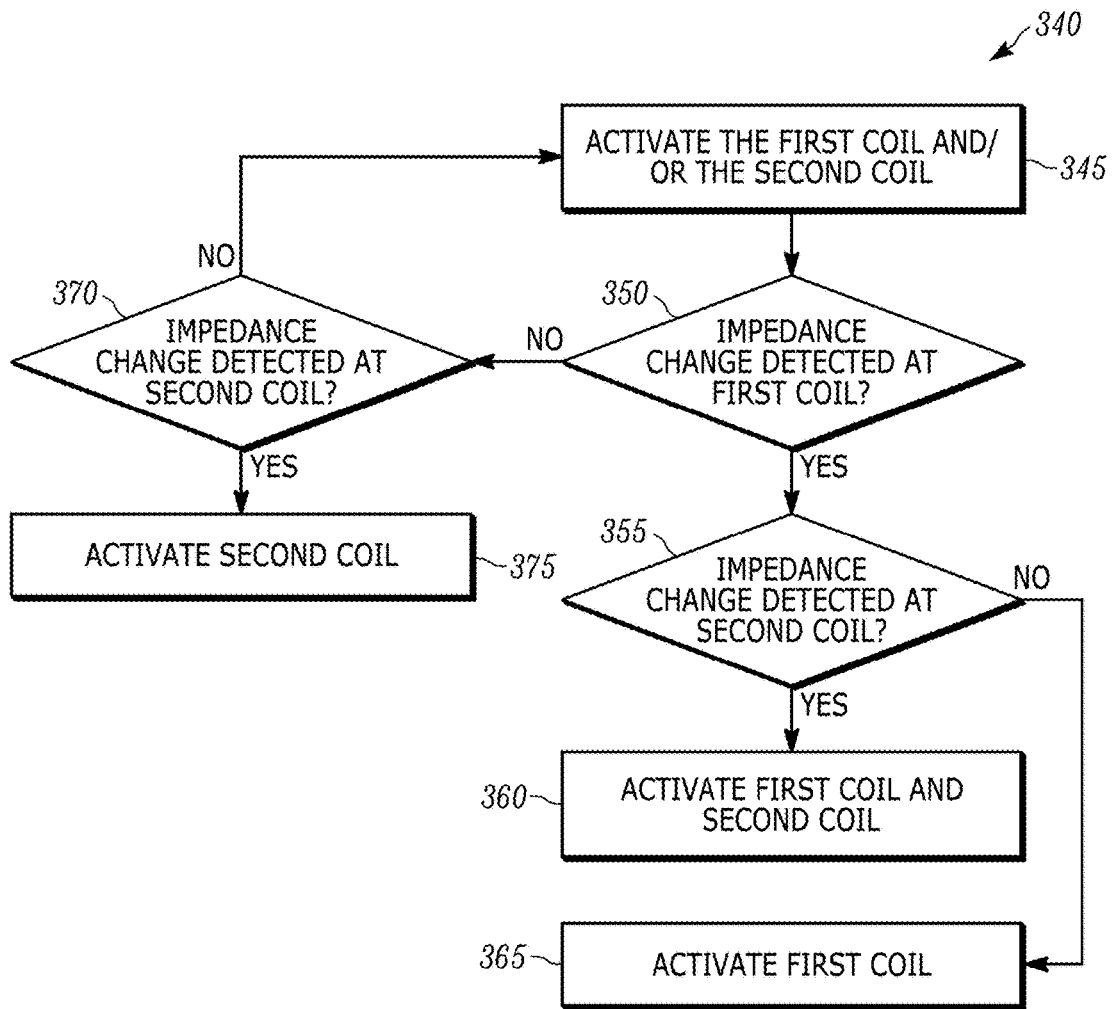 340
ACTIVATE THE FIRST COIL AND/
OR THE SECOND COIL
345
NO
370
IMPEDANCE
CHANGE DETECTED AT
SECOND COIL?
NO
350
IMPEDANCE
CHANGE DETECTED AT
FIRST COIL?
YES
YES
ACTIVATE SECOND COIL
375
355
IMPEDANCE
CHANGE DETECTED AT
SECOND COIL?
NO
YES
360
ACTIVATE FIRST COIL AND
SECOND COIL
365
ACTIVATE FIRST COIL